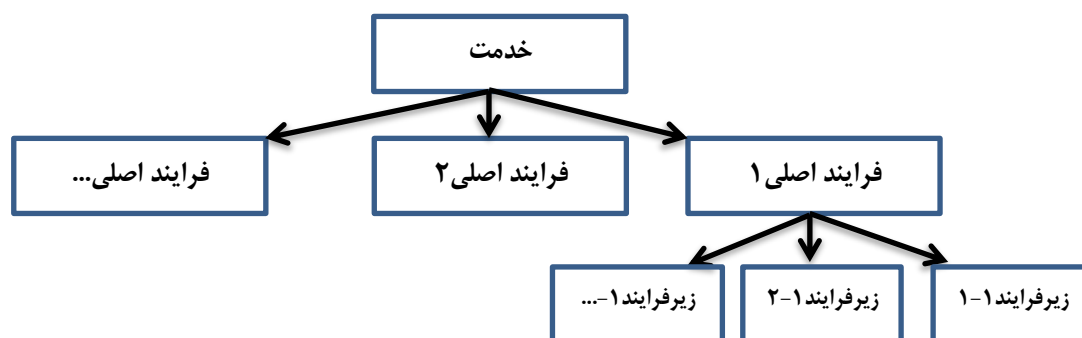 خدمت
فرایند اصلی۱
فرایند اصلی۲
فرایند اصلی...
زیرفرایند۱-۱
زیرفرایند۱-۲
زیرفرایند۱-...